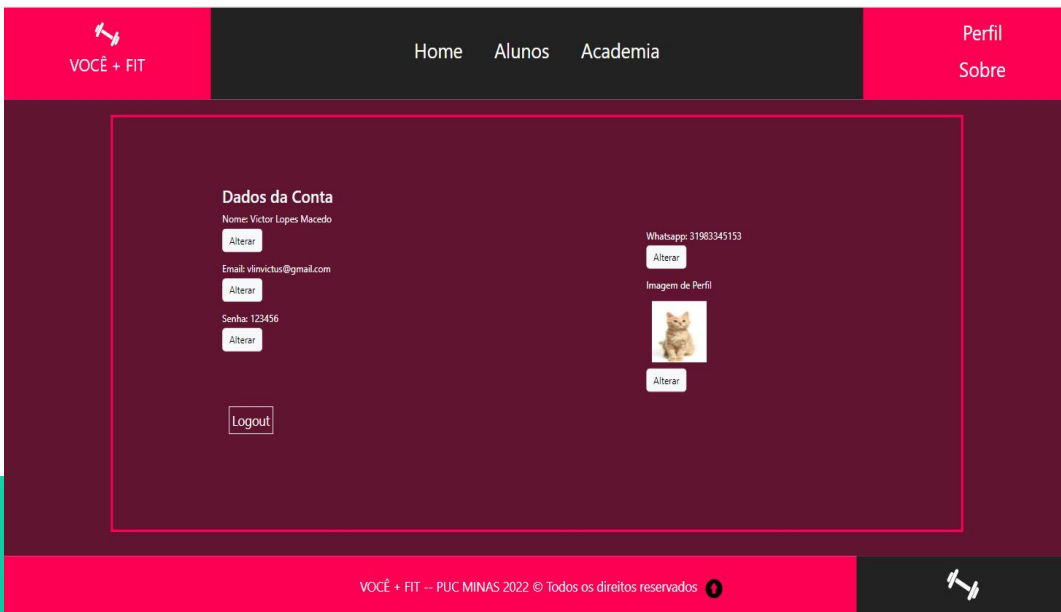 VOCÊ + FIT
Home Alunos Academia
Perfil
Sobre
Dados da Conta
Nome: Victor Lopes Macedo
Alterar
Email: vlinvictus@gmail.com
Alterar
Senha: 123456
Alterar
Logout
Whatsapp: 31983345153
Alterar
Imagem de Perfil
Alterar
VOCÊ + FIT -- PUC MINAS 2022 © Todos os direitos reservados